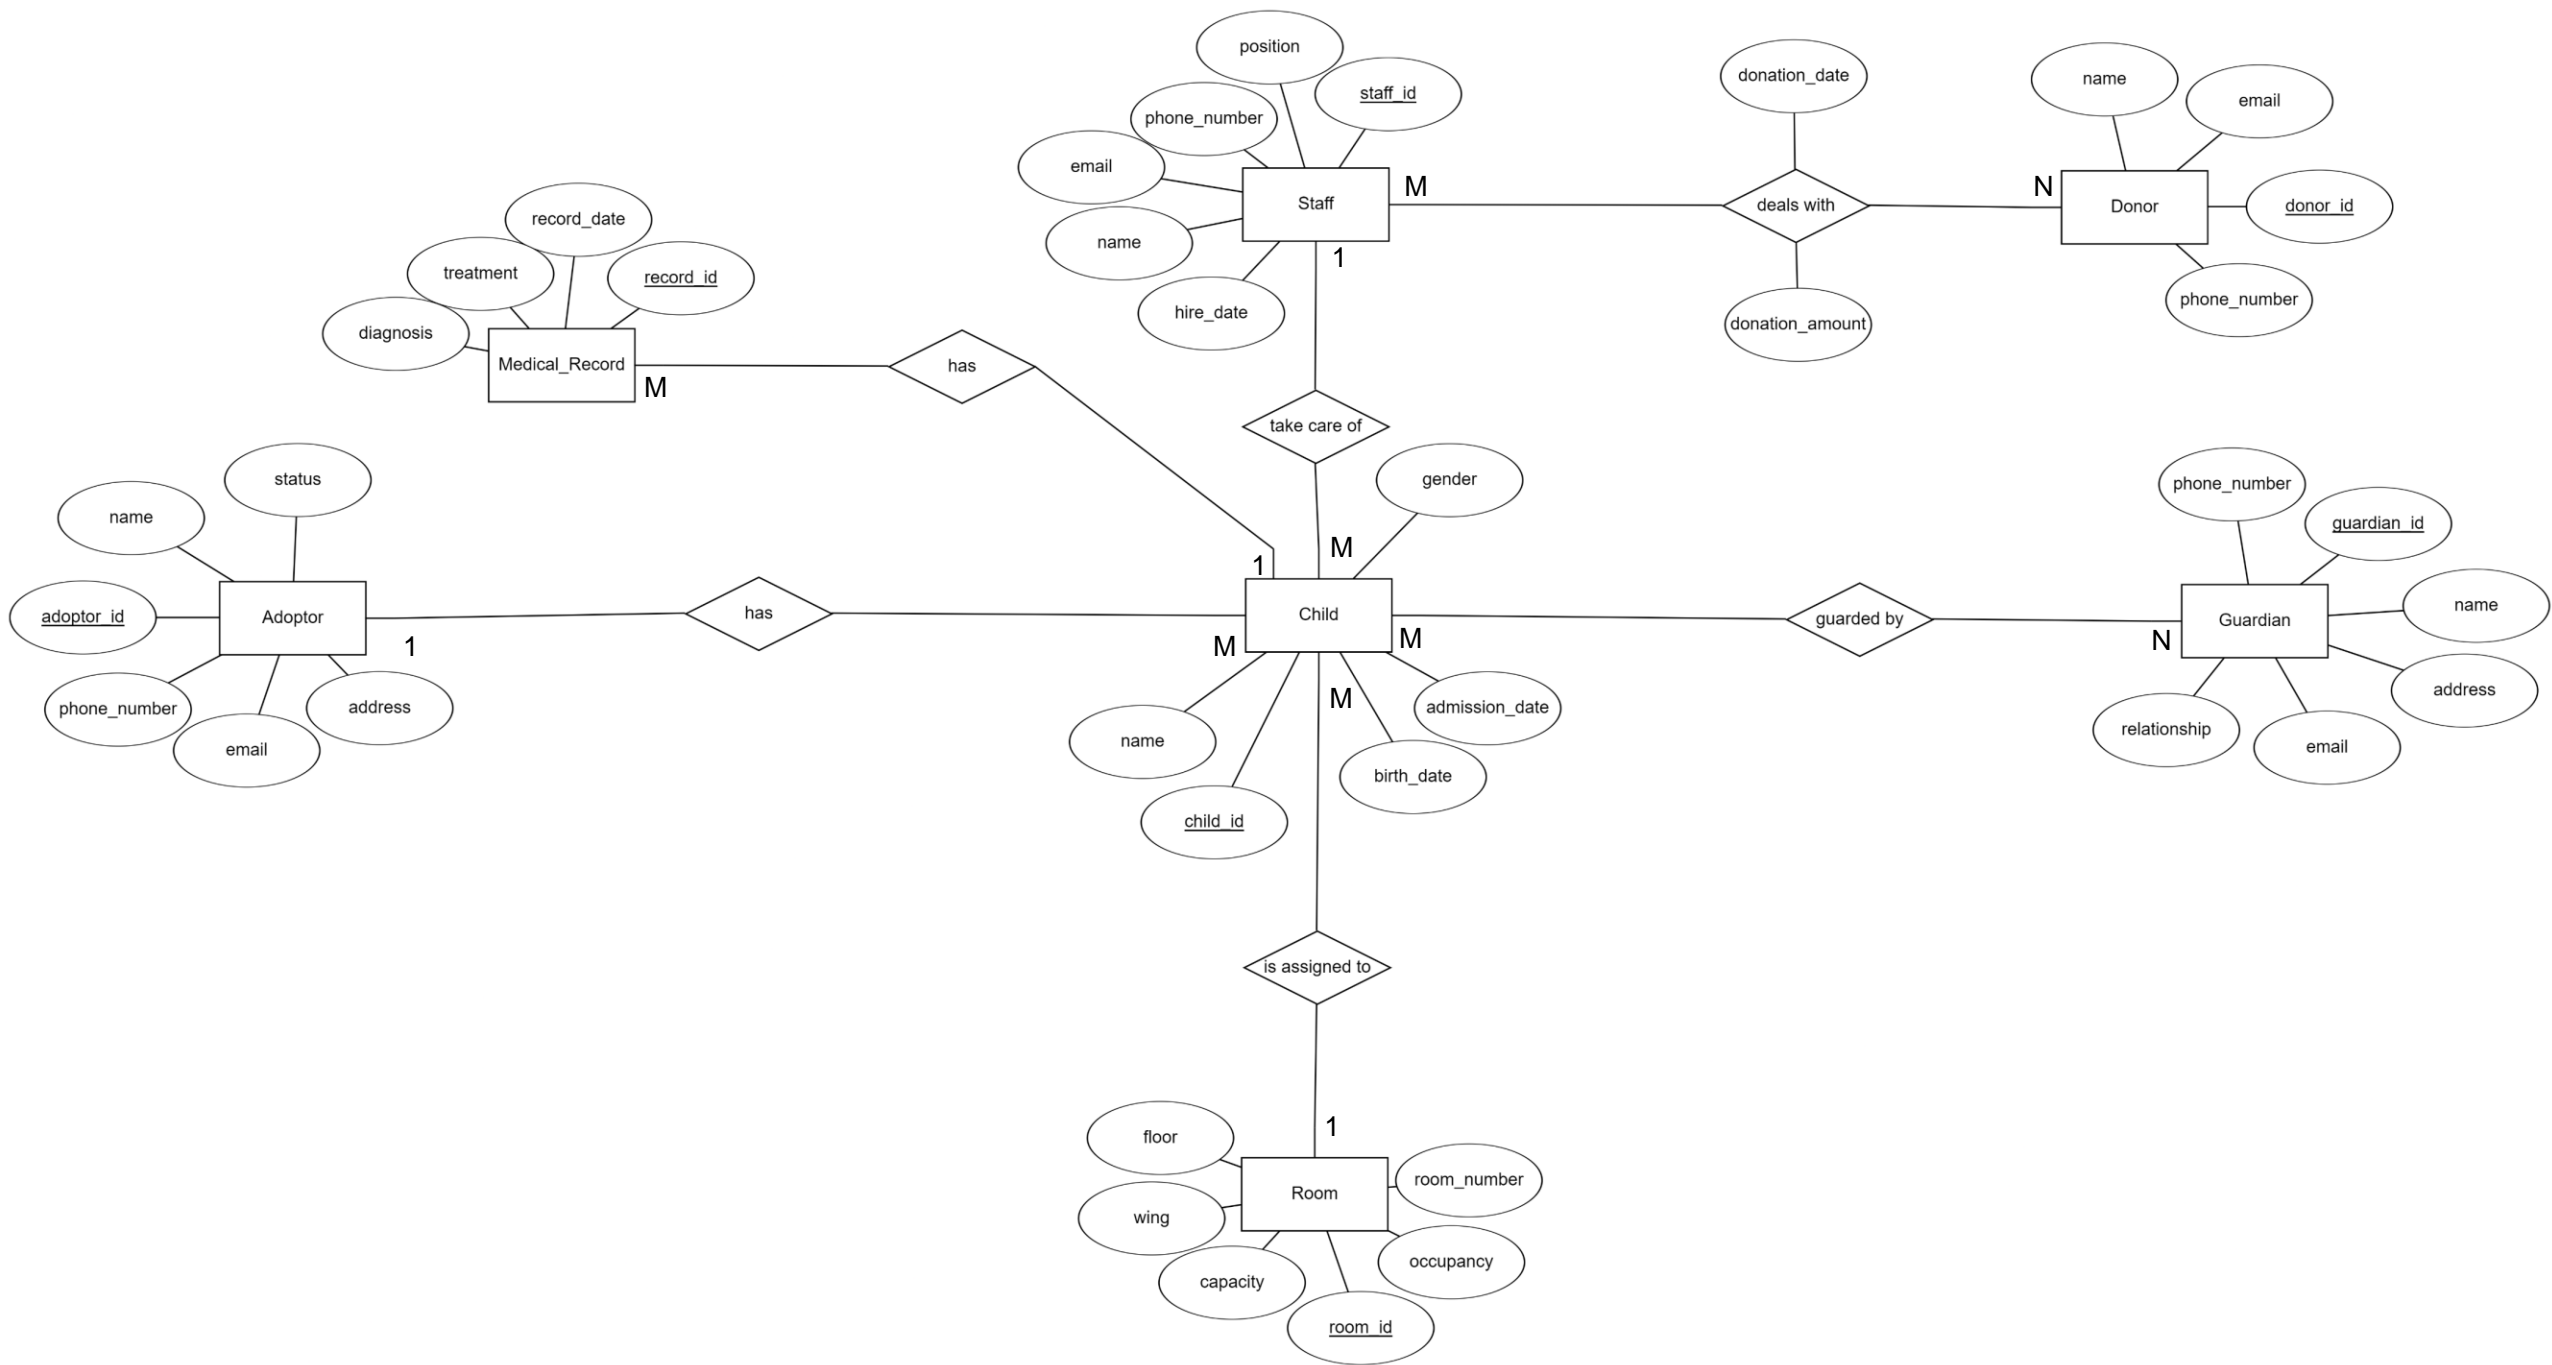 position
staff_id
phone_number
email
Staff
name
hire_date
M
1
donation_date
deals with
donation_amount
N
name
email
Donor
donor_id
phone_number
record_date
treatment
record_id
diagnosis
Medical_Record
M
has
1
take care of
M
gender
status
name
adoptor_id
Adoptor
1
phone_number
email
address
has
M
Child
M
name
child_id
M
birth_date
admission_date
guarded by
N
phone_number
guardian_id
Guardian
name
address
relationship
email
is assigned to
1
floor
wing
Room
room_number
capacity
occupancy
room_id